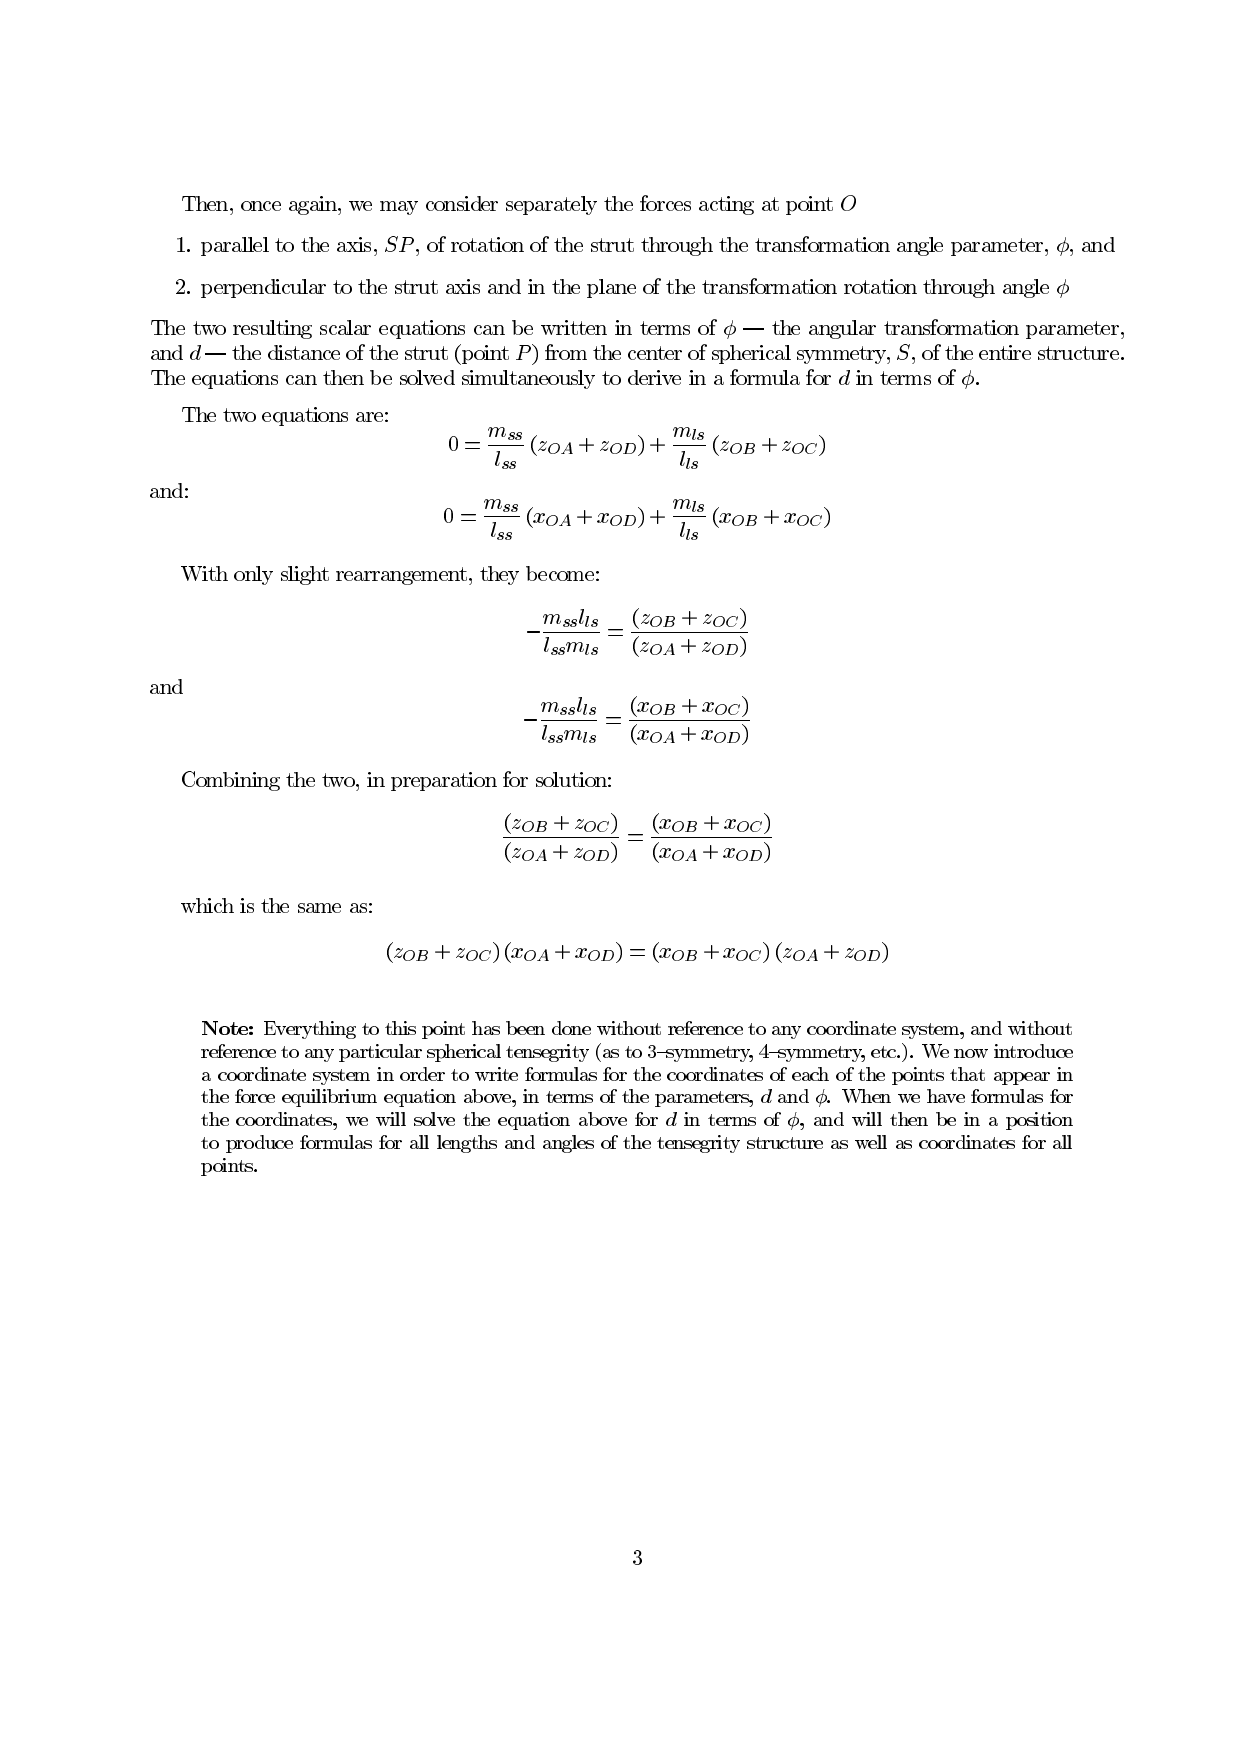 Then, once again, we may consider separately the forces acting at point O
1. parallel to the axis, SP, of rotation of the strut through the transformation angle parameter, ϕ, and
2. perpendicular to the strut axis and in the plane of the transformation rotation through angle ϕ
The two resulting scalar equations can be written in terms of ϕ — the angular transformation parameter,
and d — the distance of the strut (point P) from the center of spherical symmetry, S, of the entire structure.
The equations can then be solved simultaneously to derive in a formula for d in terms of ϕ.
The two equations are:
$0 = \frac{m_{ss}}{l_{ss}} (z_{OA} + z_{OD}) + \frac{m_{ls}}{l_{ls}} (z_{OB} + z_{OC})$
and:
$0 = \frac{m_{ss}}{l_{ss}} (x_{OA} + x_{OD}) + \frac{m_{ls}}{l_{ls}} (x_{OB} + x_{OC})$
With only slight rearrangement, they become:
$-\frac{m_{ss} l_{ls}}{l_{ss} m_{ls}} = \frac{(z_{OB} + z_{OC})}{(z_{OA} + z_{OD})}$
and
$-\frac{m_{ss} l_{ls}}{l_{ss} m_{ls}} = \frac{(x_{OB} + x_{OC})}{(x_{OA} + x_{OD})}$
Combining the two, in preparation for solution:
$\frac{(z_{OB} + z_{OC})}{(z_{OA} + z_{OD})} = \frac{(x_{OB} + x_{OC})}{(x_{OA} + x_{OD})}$
which is the same as:
$(z_{OB} + z_{OC}) (x_{OA} + x_{OD}) = (x_{OB} + x_{OC}) (z_{OA} + z_{OD})$
Note: Everything to this point has been done without reference to any coordinate system, and without
reference to any particular spherical tensegrity (as to 3–symmetry, 4–symmetry, etc.). We now introduce
a coordinate system in order to write formulas for the coordinates of each of the points that appear in
the force equilibrium equation above, in terms of the parameters, d and ϕ. When we have formulas for
the coordinates, we will solve the equation above for d in terms of ϕ, and will then be in a position
to produce formulas for all lengths and angles of the tensegrity structure as well as coordinates for all
points.
3